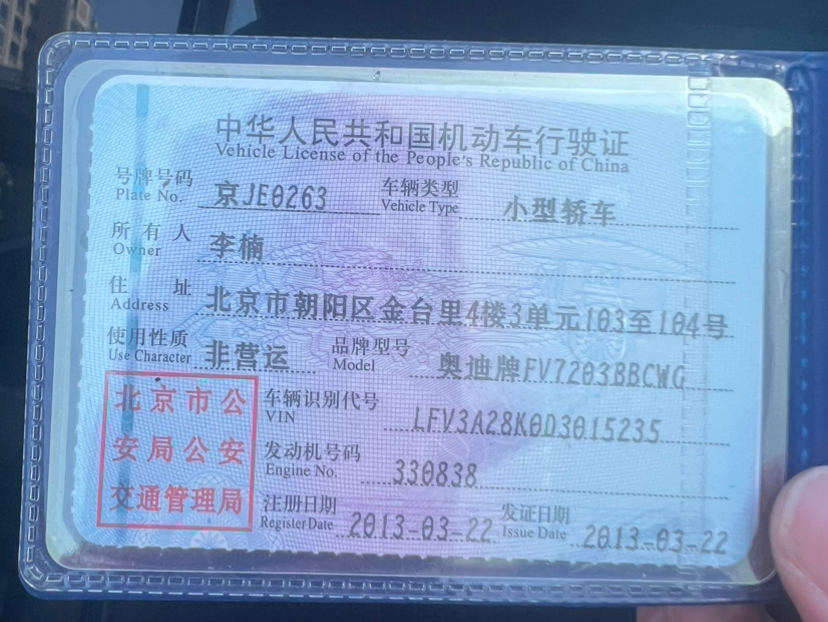 中华人民共和国机动车行驶证
Vehicle License of the People's Republic of China
号牌号码 京JE0263 车辆类型 小型轿车
Plate No. Vehicle Type
所有人 李楠
Owner
住址 北京市朝阳区金台里4楼3单元103至104号
Address
使用性质 非营运 品牌型号 奥迪牌FV7203BBCWG
Use Character Model
北京市公 车辆识别代号 LFV3A28K0D3015235
VIN
安局公安 发动机号码 330838
Engine No.
交通管理局 注册日期 2013-03-22 发证日期 2013-03-22
Register Date Issue Date